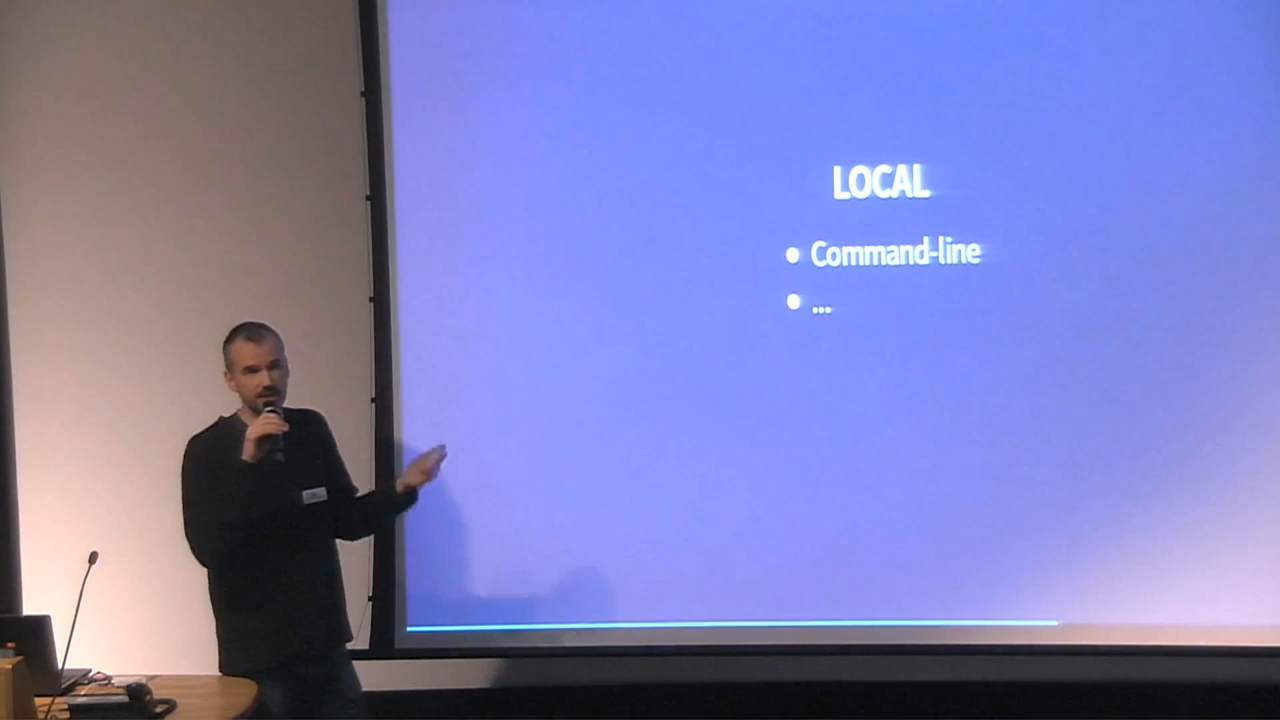 LOCAL
• Command-line
• ...